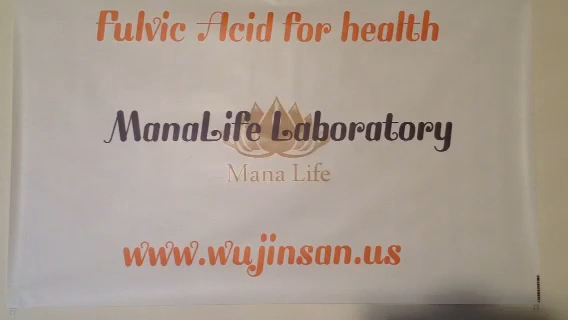 Fulvic Acid for health
ManaLife Laboratory
Mana Life
www.wujinsan.us